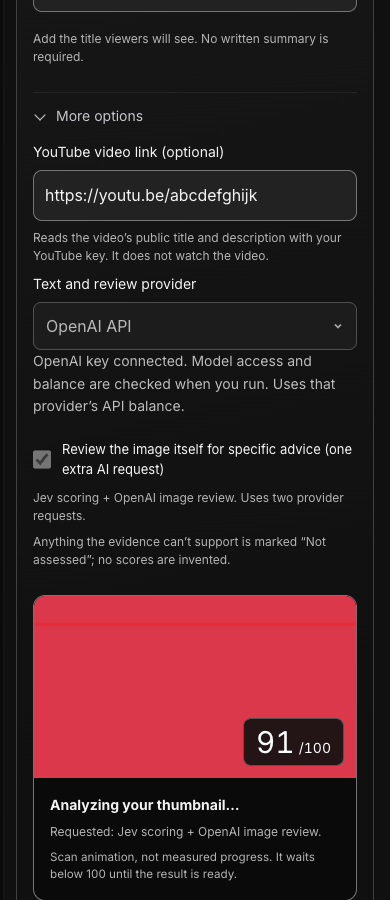 Add the title viewers will see. No written summary is
required.
More options
YouTube video link (optional)
https://youtu.be/abcdefghijk
Reads the video’s public title and description with your
YouTube key. It does not watch the video.
Text and review provider
OpenAI API
OpenAI key connected. Model access and
balance are checked when you run. Uses that
provider’s API balance.
Review the image itself for specific advice (one
extra AI request)
Jev scoring + OpenAI image review. Uses two provider
requests.
Anything the evidence can’t support is marked “Not
assessed”; no scores are invented.
91 /100
Analyzing your thumbnail…
Requested: Jev scoring + OpenAI image review.
Scan animation, not measured progress. It waits
below 100 until the result is ready.